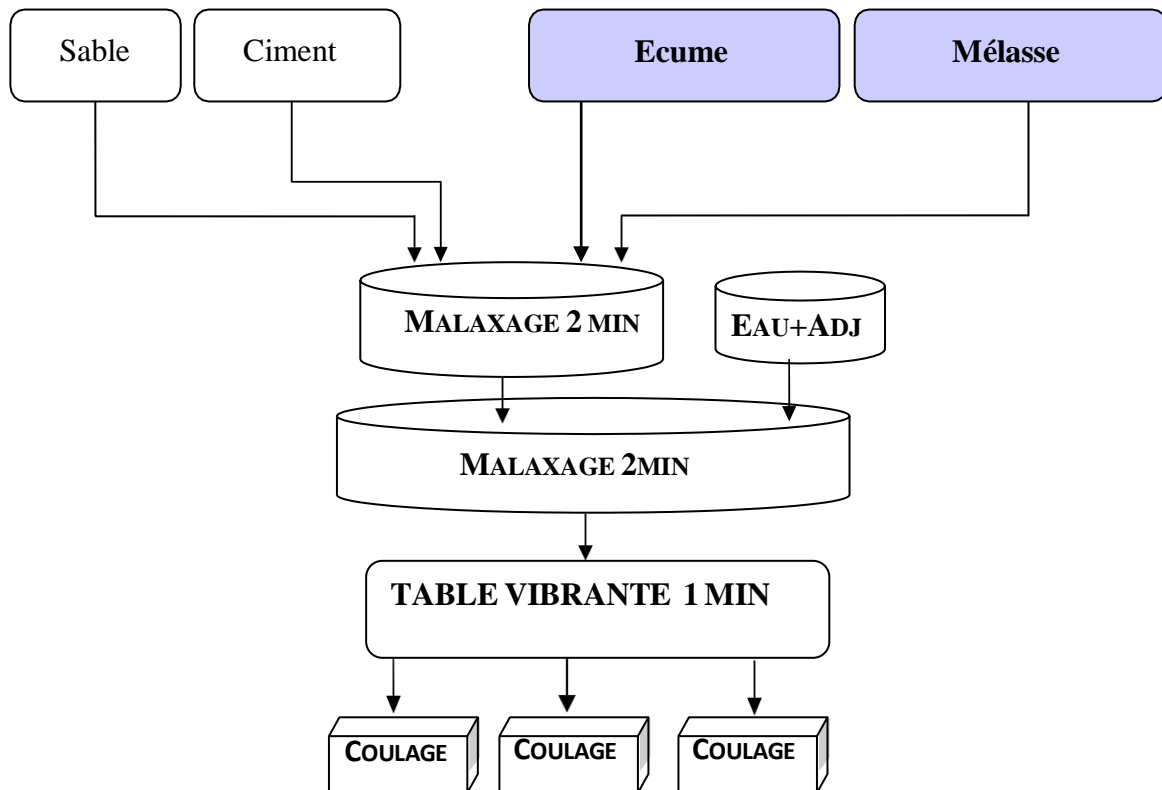 Sable
Ciment
Ecume
Mélasse
MALAXAGE 2 MIN
EAU+ADJ
MALAXAGE 2MIN
TABLE VIBRANTE 1 MIN
COULAGE
COULAGE
COULAGE